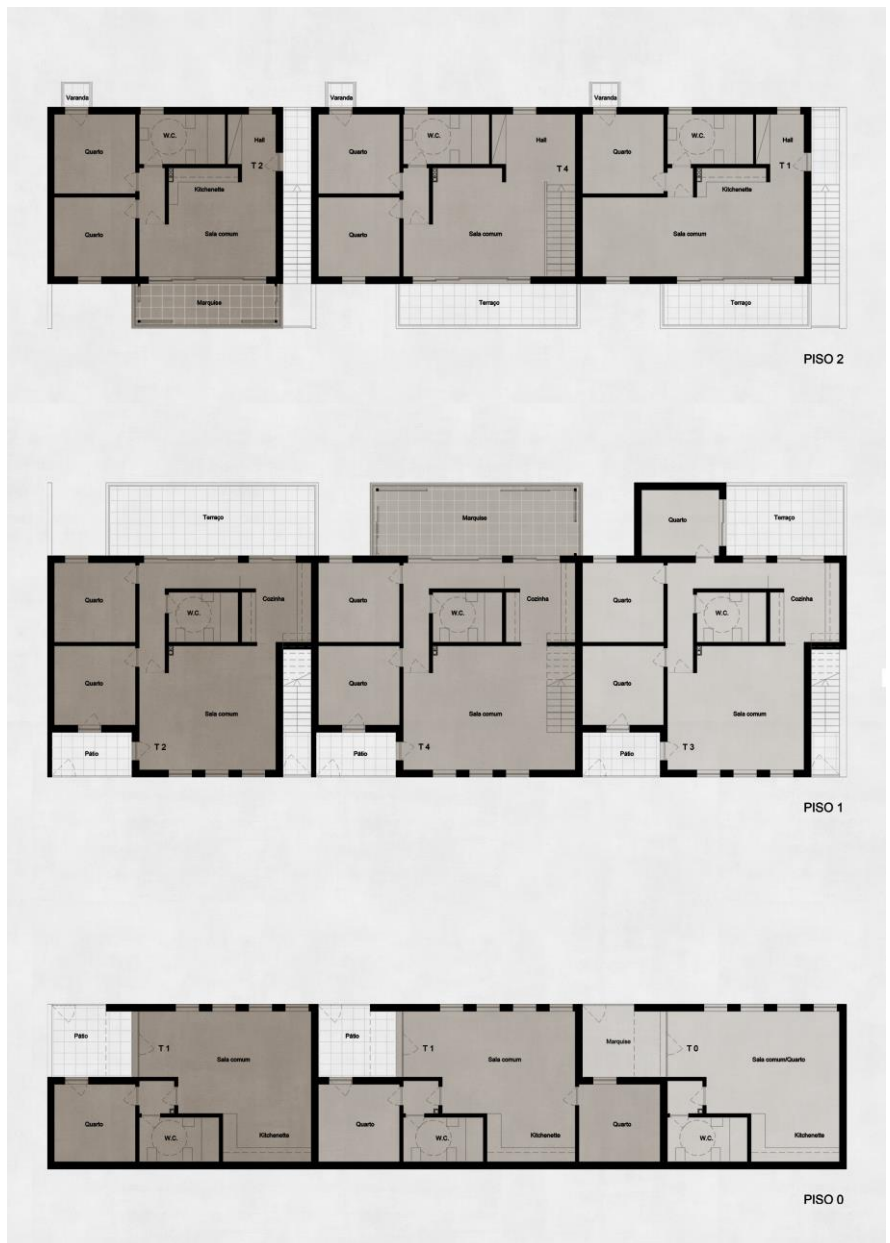 Varanda
Varanda
Varanda
W.C.
W.C.
W.C.
Hall
Hall
Hall
Quarto
Quarto
Quarto
T 2
T 4
T 1
Kitchenette
Kitchenette
Quarto
Sala comum
Quarto
Sala comum
Sala comum
Marquise
Terraço
Terraço
PISO 2
Terraço
Marquise
Quarto
Terraço
Quarto
Cozinha
Quarto
Cozinha
Quarto
Cozinha
W.C.
W.C.
W.C.
Quarto
Quarto
Quarto
Sala comum
Sala comum
Sala comum
T 2
T 4
T 3
Pátio
Pátio
Pátio
PISO 1
Pátio
Pátio
Marquise
T 1
T 1
T 0
Sala comum
Sala comum
Sala comum/Quarto
Quarto
Quarto
Quarto
W.C.
Kitchenette
W.C.
Kitchenette
W.C.
Kitchenette
PISO 0